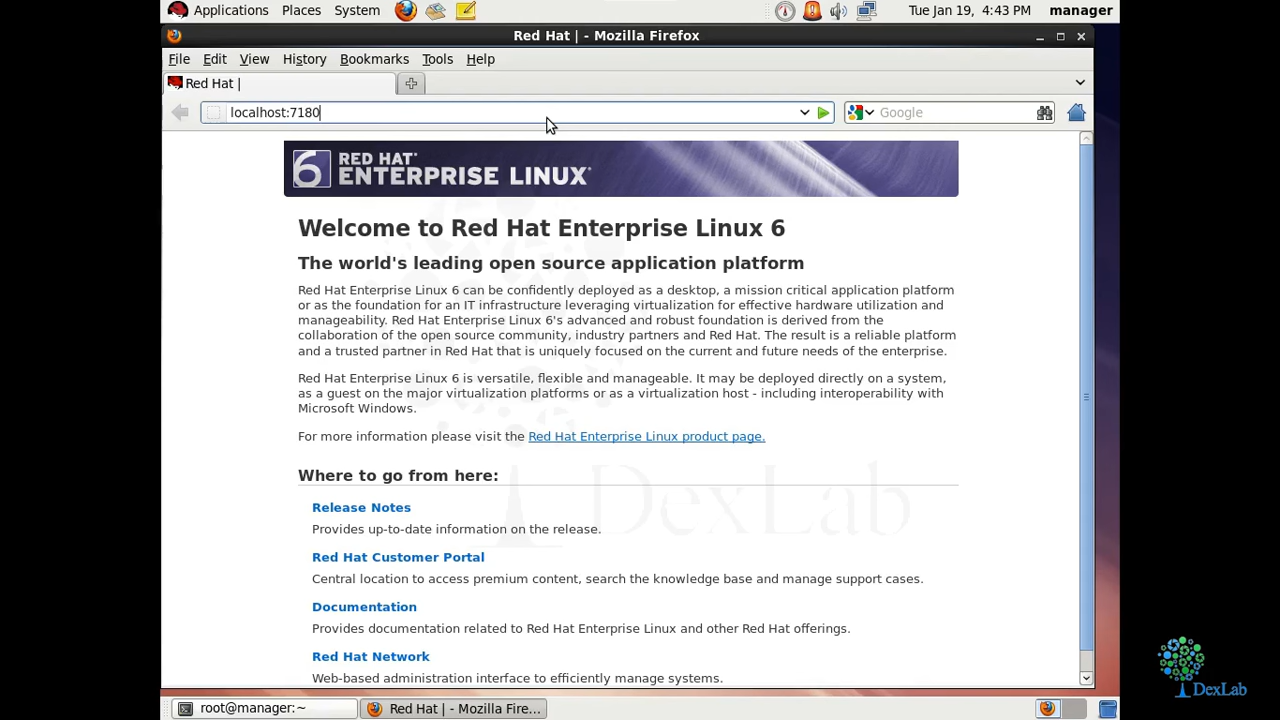 Applications Places System Tue Jan 19, 4:43 PM manager
Red Hat | - Mozilla Firefox
File Edit View History Bookmarks Tools Help
Red Hat |
localhost:7180 Google
6 RED HAT®
ENTERPRISE LINUX®
Welcome to Red Hat Enterprise Linux 6
The world's leading open source application platform
Red Hat Enterprise Linux 6 can be confidently deployed as a desktop, a mission critical application platform
or as the foundation for an IT infrastructure leveraging virtualization for effective hardware utilization and
manageability. Red Hat Enterprise Linux 6's advanced and robust foundation is derived from the
collaboration of the open source community, industry partners and Red Hat. The result is a reliable platform
and a trusted partner in Red Hat that is uniquely focused on the current and future needs of the enterprise.
Red Hat Enterprise Linux 6 is versatile, flexible and manageable. It may be deployed directly on a system,
as a guest on the major virtualization platforms or as a virtualization host - including interoperability with
Microsoft Windows.
For more information please visit the Red Hat Enterprise Linux product page.
Where to go from here:
DexLab
Release Notes
Provides up-to-date information on the release.
Red Hat Customer Portal
Central location to access premium content, search the knowledge base and manage support cases.
Documentation
Provides documentation related to Red Hat Enterprise Linux and other Red Hat offerings.
Red Hat Network
Web-based administration interface to efficiently manage systems.
DexLab
root@manager:~ Red Hat | - Mozilla Fire...